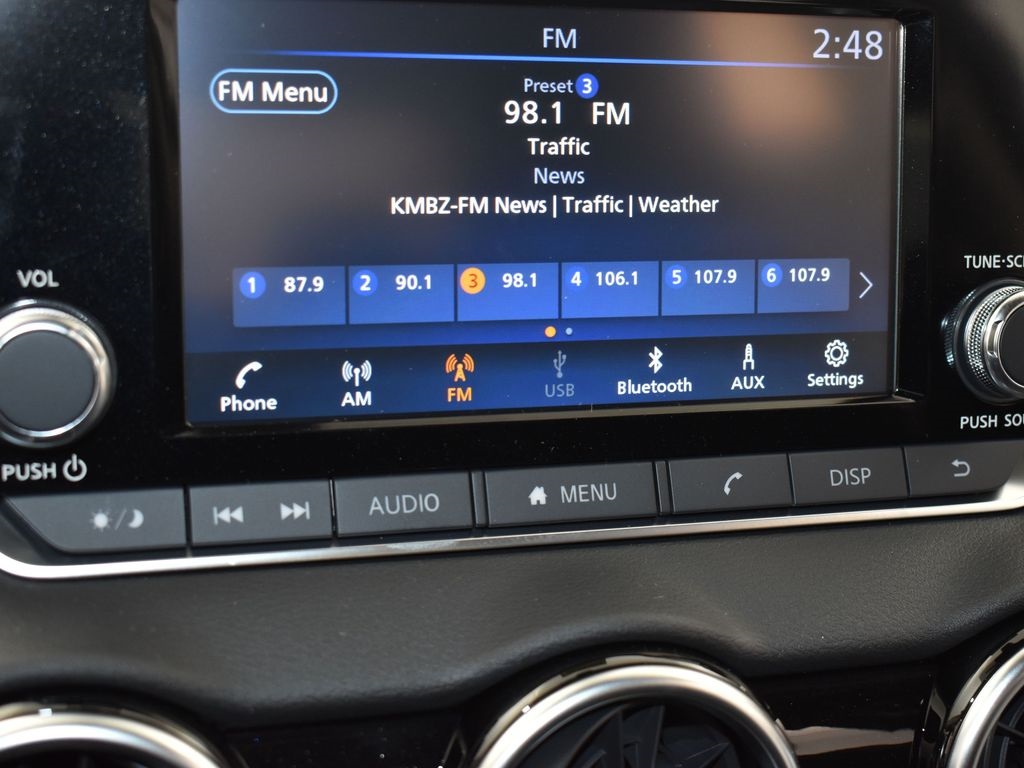 FM
2:48
FM Menu
Preset 3
98.1 FM
Traffic
News
KMBZ-FM News | Traffic | Weather
1 87.9 2 90.1 3 98.1 4 106.1 5 107.9 6 107.9
Phone AM FM USB Bluetooth AUX Settings
VOL
PUSH
TUNE·SC
PUSH SO
AUDIO
MENU
DISP